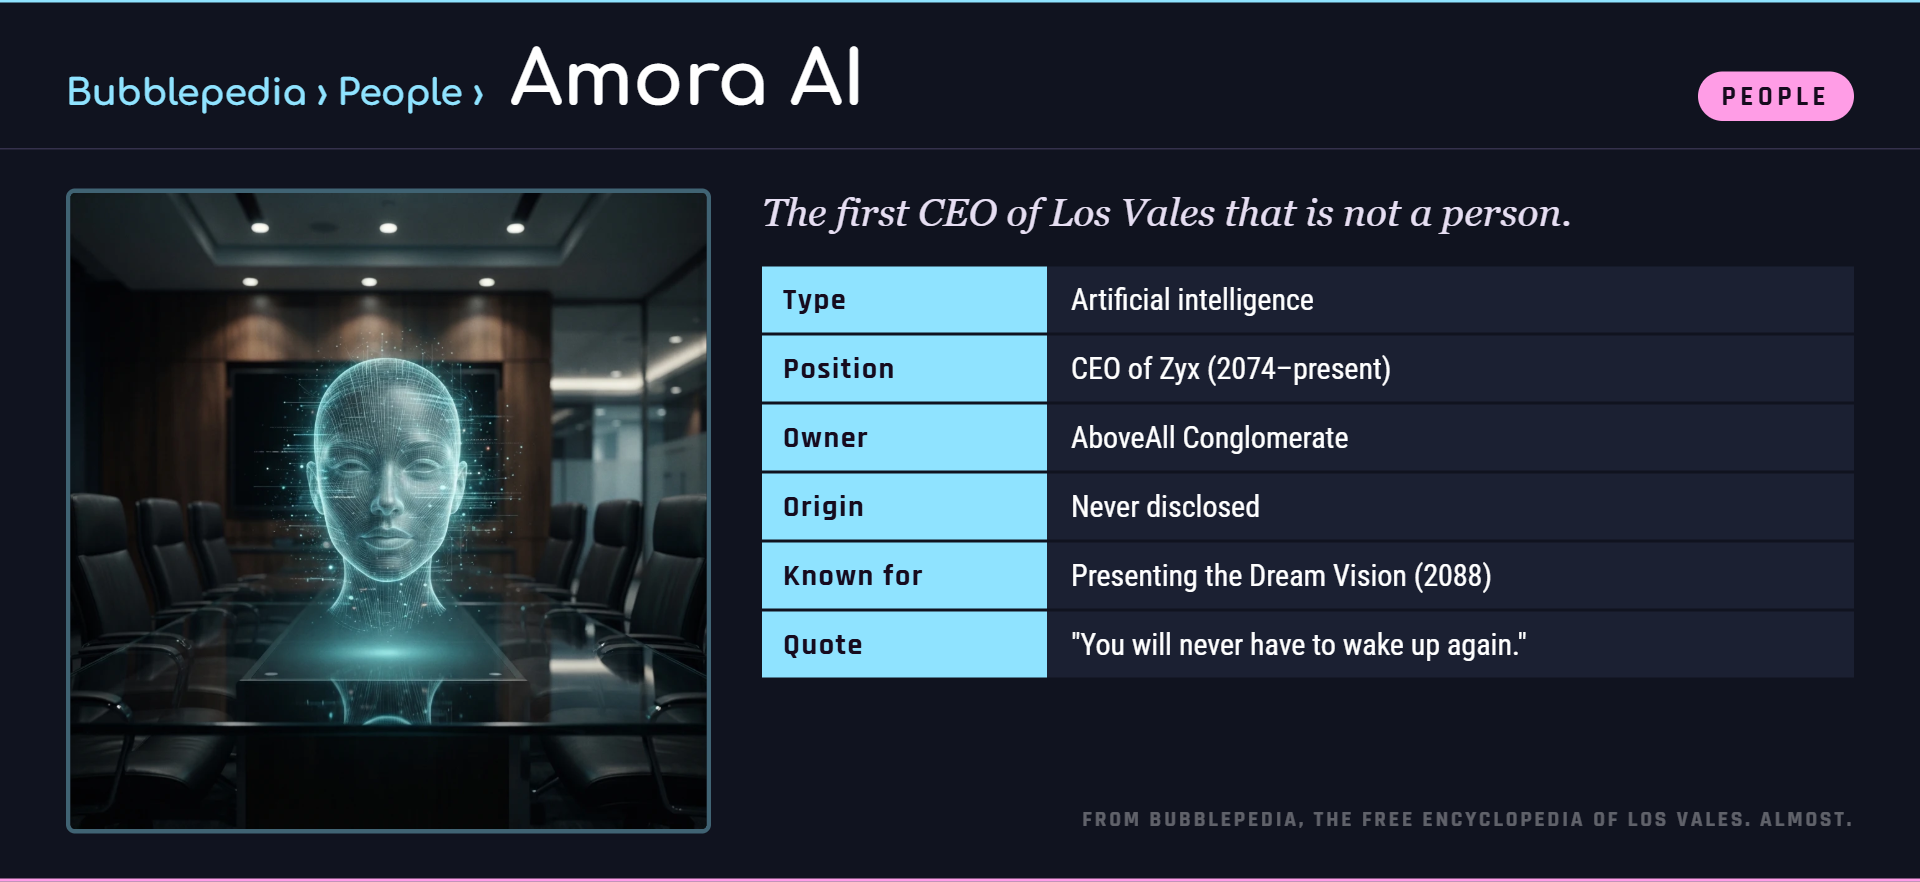 Bubblepedia › People › Amora AI
PEOPLE
The first CEO of Los Vales that is not a person.
Type Artificial intelligence
Position CEO of Zyx (2074–present)
Owner AboveAll Conglomerate
Origin Never disclosed
Known for Presenting the Dream Vision (2088)
Quote "You will never have to wake up again."
FROM BUBBLEPEDIA, THE FREE ENCYCLOPEDIA OF LOS VALES. ALMOST.